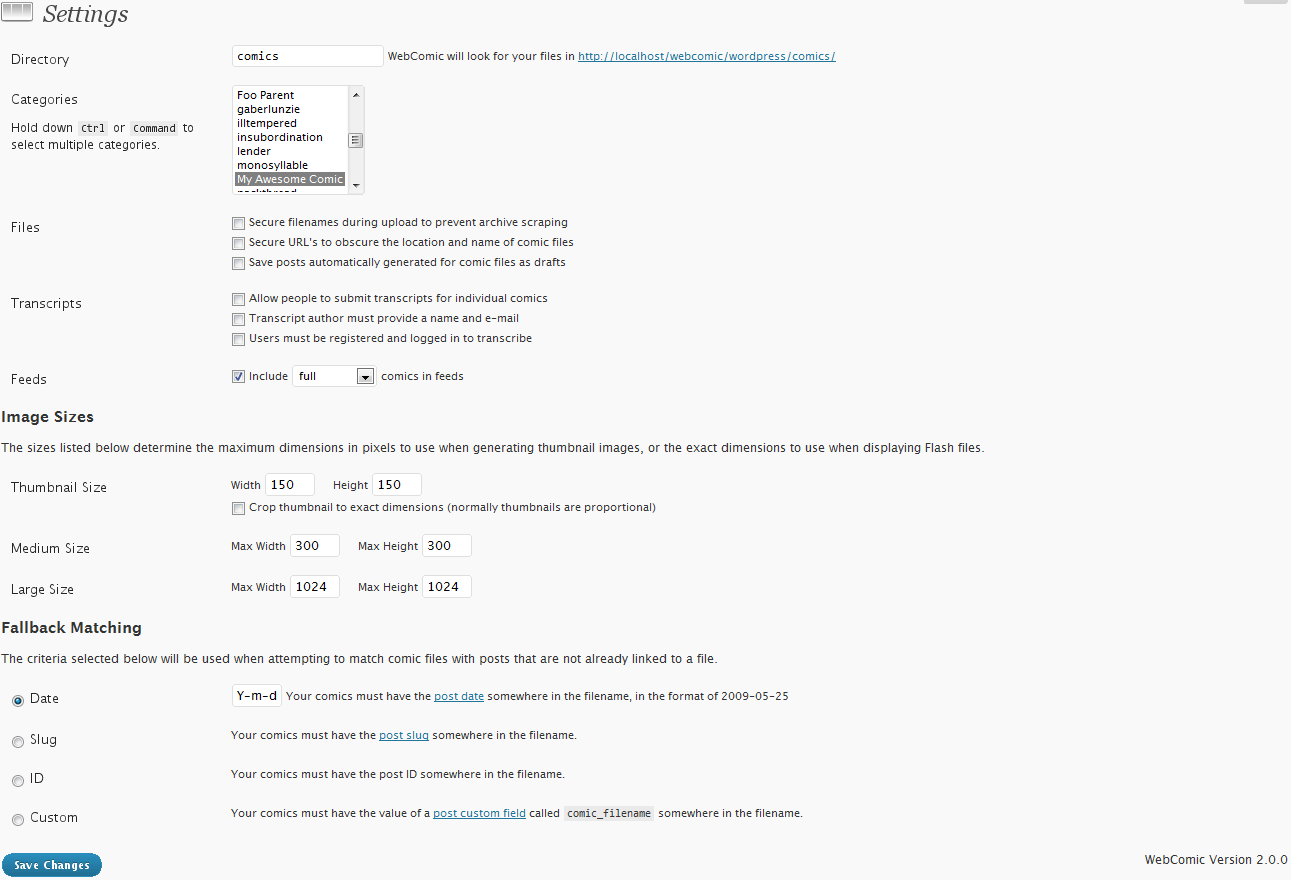 Settings
Directory
comics WebComic will look for your files in http://localhost/webcomic/wordpress/comics/
Categories
Hold down Ctrl or Command to
select multiple categories.
Foo Parent
gaberlunzie
illtempered
insubordination
lender
monosyllable
My Awesome Comic
packthread
Files
Secure filenames during upload to prevent archive scraping
Secure URL's to obscure the location and name of comic files
Save posts automatically generated for comic files as drafts
Transcripts
Allow people to submit transcripts for individual comics
Transcript author must provide a name and e-mail
Users must be registered and logged in to transcribe
Feeds
Include full comics in feeds
Image Sizes
The sizes listed below determine the maximum dimensions in pixels to use when generating thumbnail images, or the exact dimensions to use when displaying Flash files.
Thumbnail Size
Width 150 Height 150
Crop thumbnail to exact dimensions (normally thumbnails are proportional)
Medium Size
Max Width 300 Max Height 300
Large Size
Max Width 1024 Max Height 1024
Fallback Matching
The criteria selected below will be used when attempting to match comic files with posts that are not already linked to a file.
Date
Y-m-d Your comics must have the post date somewhere in the filename, in the format of 2009-05-25
Slug
Your comics must have the post slug somewhere in the filename.
ID
Your comics must have the post ID somewhere in the filename.
Custom
Your comics must have the value of a post custom field called comic_filename somewhere in the filename.
Save Changes
WebComic Version 2.0.0